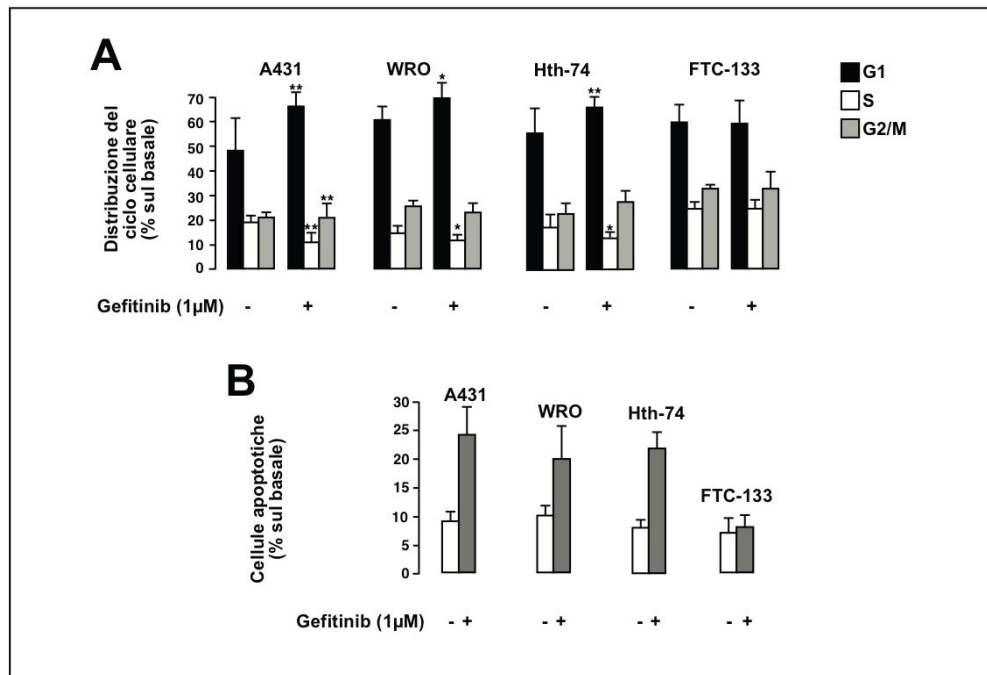 A
A431 WRO Hth-74 FTC-133
G1
S
G2/M
Distribuzione del
ciclo cellulare
(% sul basale)
70
60
50
40
30
20
10
0
** ** **
* *
** *
Gefitinib (1µM) - + - + - + - +
B
A431 WRO Hth-74 FTC-133
Cellule apoptotiche
(% sul basale)
30
25
20
15
10
5
0
Gefitinib (1µM) - + - + - + - +